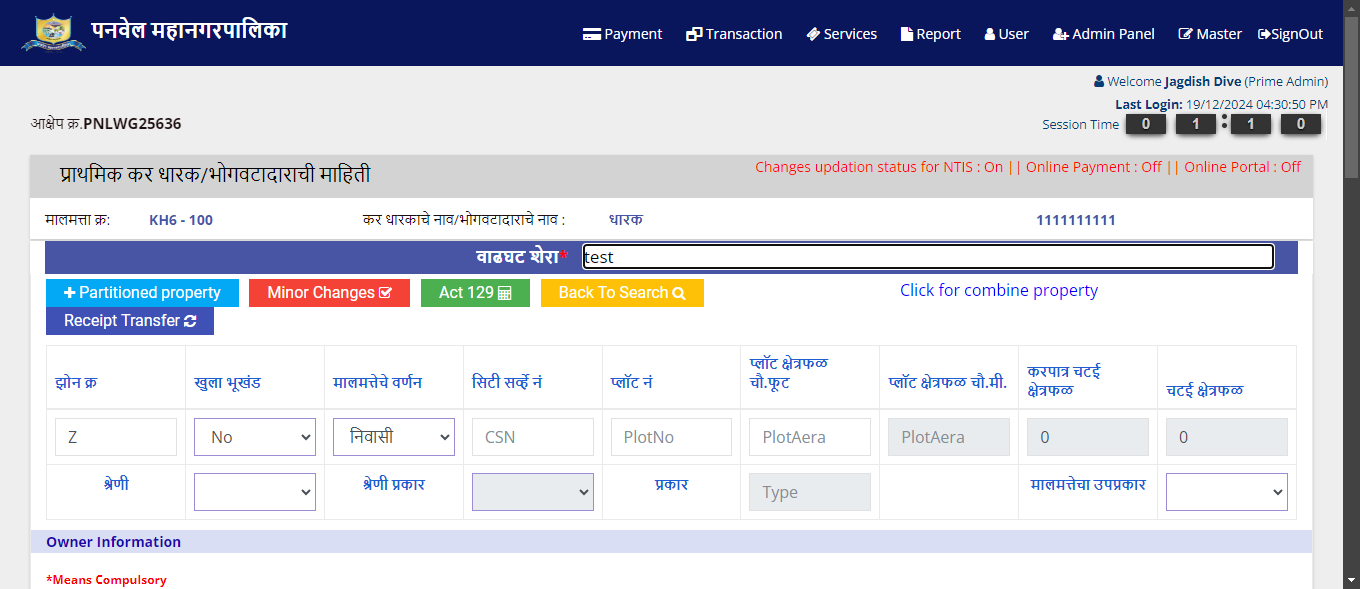 पनवेल महानगरपालिका
Payment Transaction Services Report User Admin Panel Master SignOut
Welcome Jagdish Dive (Prime Admin)
Last Login: 19/12/2024 04:30:50 PM
आक्षेप क्र.PNLWG25636
Session Time 0 1 : 1 0
प्राथमिक कर धारक/भोगवटादाराची माहिती
Changes updation status for NTIS : On || Online Payment : Off || Online Portal : Off
मालमत्ता क्र: KH6 - 100 कर धारकाचे नाव/भोगवटादाराचे नाव : धारक 1111111111
वाढघट शेरा* test
Partitioned property Minor Changes Act 129 Back To Search Click for combine property
Receipt Transfer
झोन क्र खुला भूखंड मालमत्तेचे वर्णन सिटी सर्व्हे नं प्लॉट नं प्लॉट क्षेत्रफळ चौ.फूट प्लॉट क्षेत्रफळ चौ.मी. करपात्र चटई क्षेत्रफळ चटई क्षेत्रफळ
Z No निवासी CSN PlotNo PlotAera PlotAera 0 0
श्रेणी श्रेणी प्रकार प्रकार Type मालमत्तेचा उपप्रकार
Owner Information
*Means Compulsory